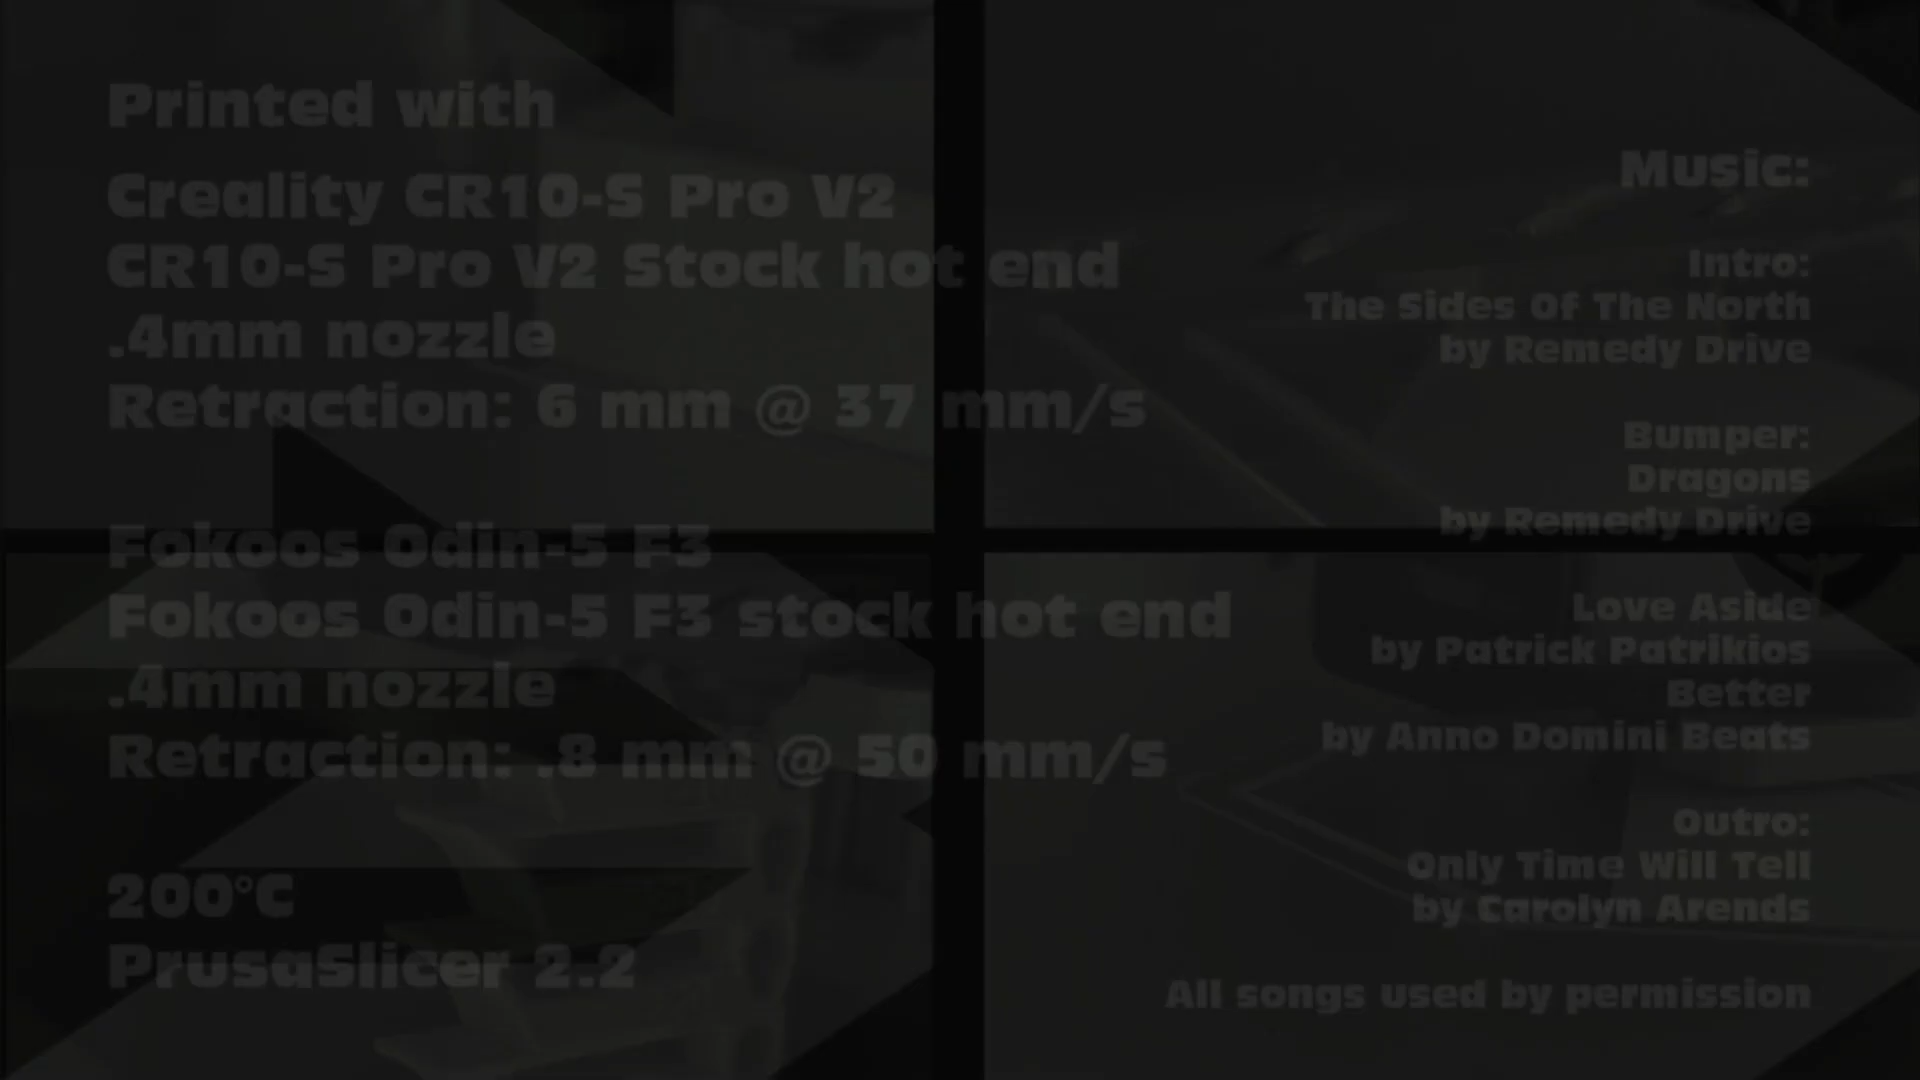 Printed with
Creality CR10-S Pro V2
CR10-S Pro V2 Stock hot end
.4mm nozzle
Retraction: 6 mm @ 37 mm/s
Fokoos Odin-5 F3
Fokoos Odin-5 F3 stock hot end
.4mm nozzle
Retraction: .8 mm @ 50 mm/s
200°C
PrusaSlicer 2.2
Music:
Intro:
The Sides Of The North
by Remedy Drive
Bumper:
Dragons
by Remedy Drive
Love Aside
by Patrick Patrikios
Better
by Anno Domini Beats
Outro:
Only Time Will Tell
by Carolyn Arends
All songs used by permission